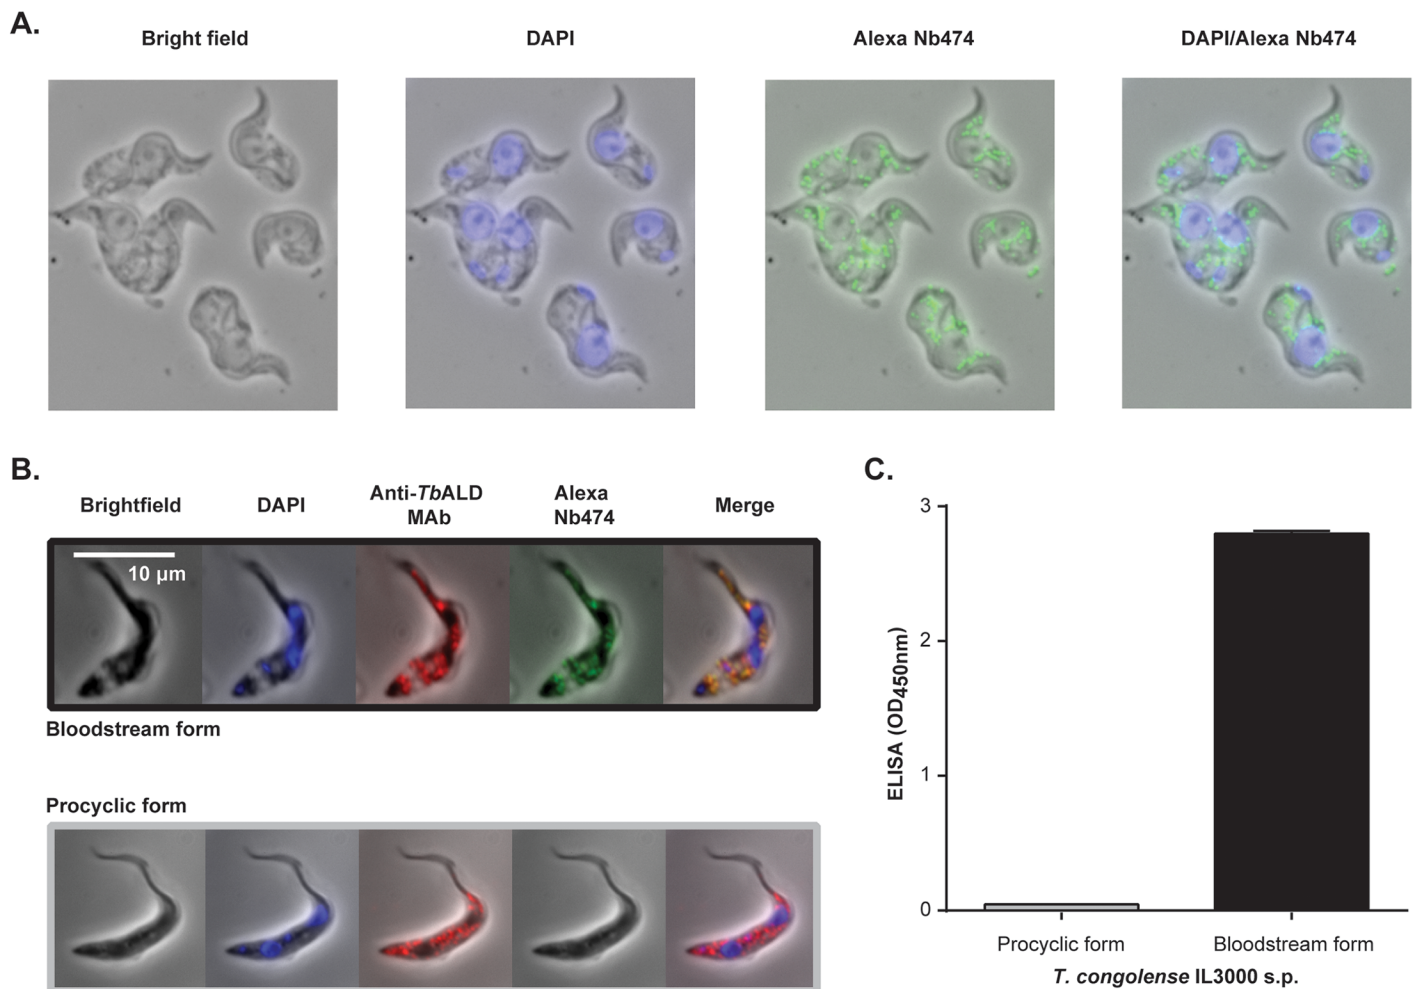 A.
Bright field
DAPI
Alexa Nb474
DAPI/Alexa Nb474
B.
Brightfield
DAPI
Anti-TbALD
MAb
Alexa
Nb474
Merge
10 µm
Bloodstream form
Procyclic form
C.
ELISA (OD450nm)
3
2
1
0
Procyclic form
Bloodstream form
T. congolense IL3000 s.p.